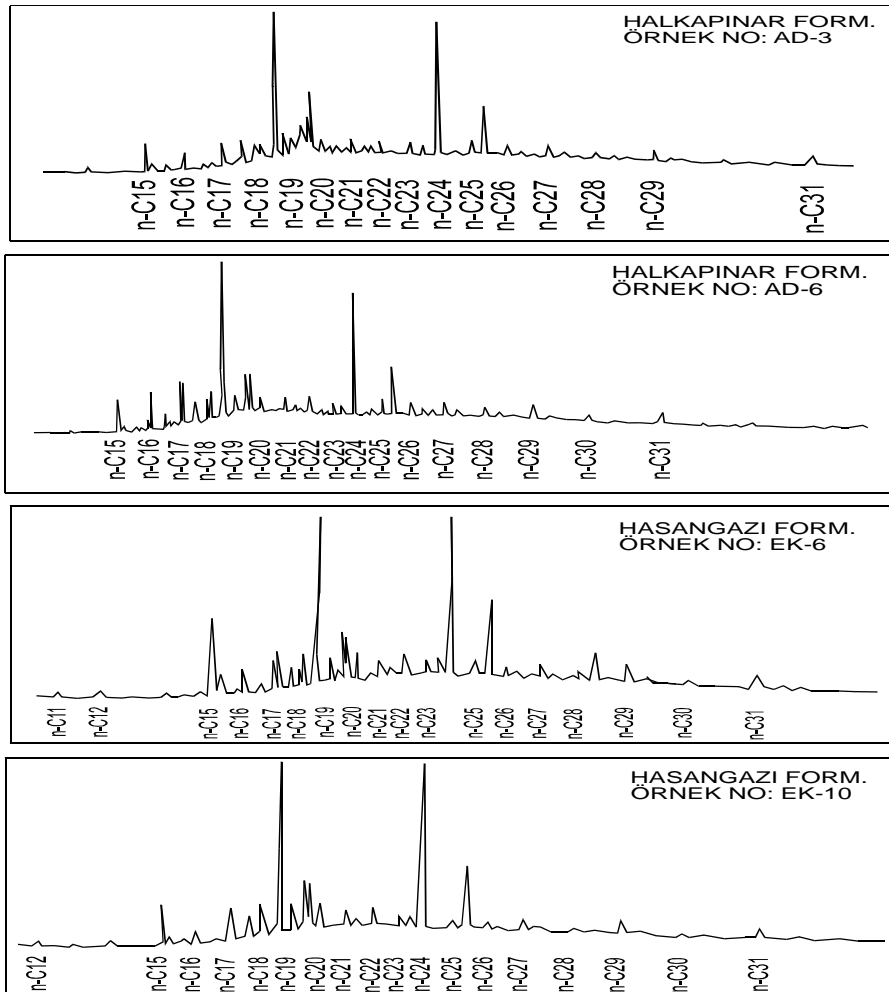 HALKAPINAR FORM.
ÖRNEK NO: AD-3
n-C15 n-C16 n-C17 n-C18 n-C19 n-C20 n-C21 n-C22 n-C23 n-C24 n-C25 n-C26 n-C27 n-C28 n-C29 n-C31
HALKAPINAR FORM.
ÖRNEK NO: AD-6
n-C15 n-C16 n-C17 n-C18 n-C19 n-C20 n-C21 n-C22 n-C23 n-C24 n-C25 n-C26 n-C27 n-C28 n-C29 n-C30 n-C31
HASANGAZI FORM.
ÖRNEK NO: EK-6
n-C11 n-C12 n-C15 n-C16 n-C17 n-C18 n-C19 n-C20 n-C21 n-C22 n-C23 n-C25 n-C26 n-C27 n-C28 n-C29 n-C30 n-C31
HASANGAZI FORM.
ÖRNEK NO: EK-10
n-C12 n-C15 n-C16 n-C17 n-C18 n-C19 n-C20 n-C21 n-C22 n-C23 n-C24 n-C25 n-C26 n-C27 n-C28 n-C29 n-C30 n-C31